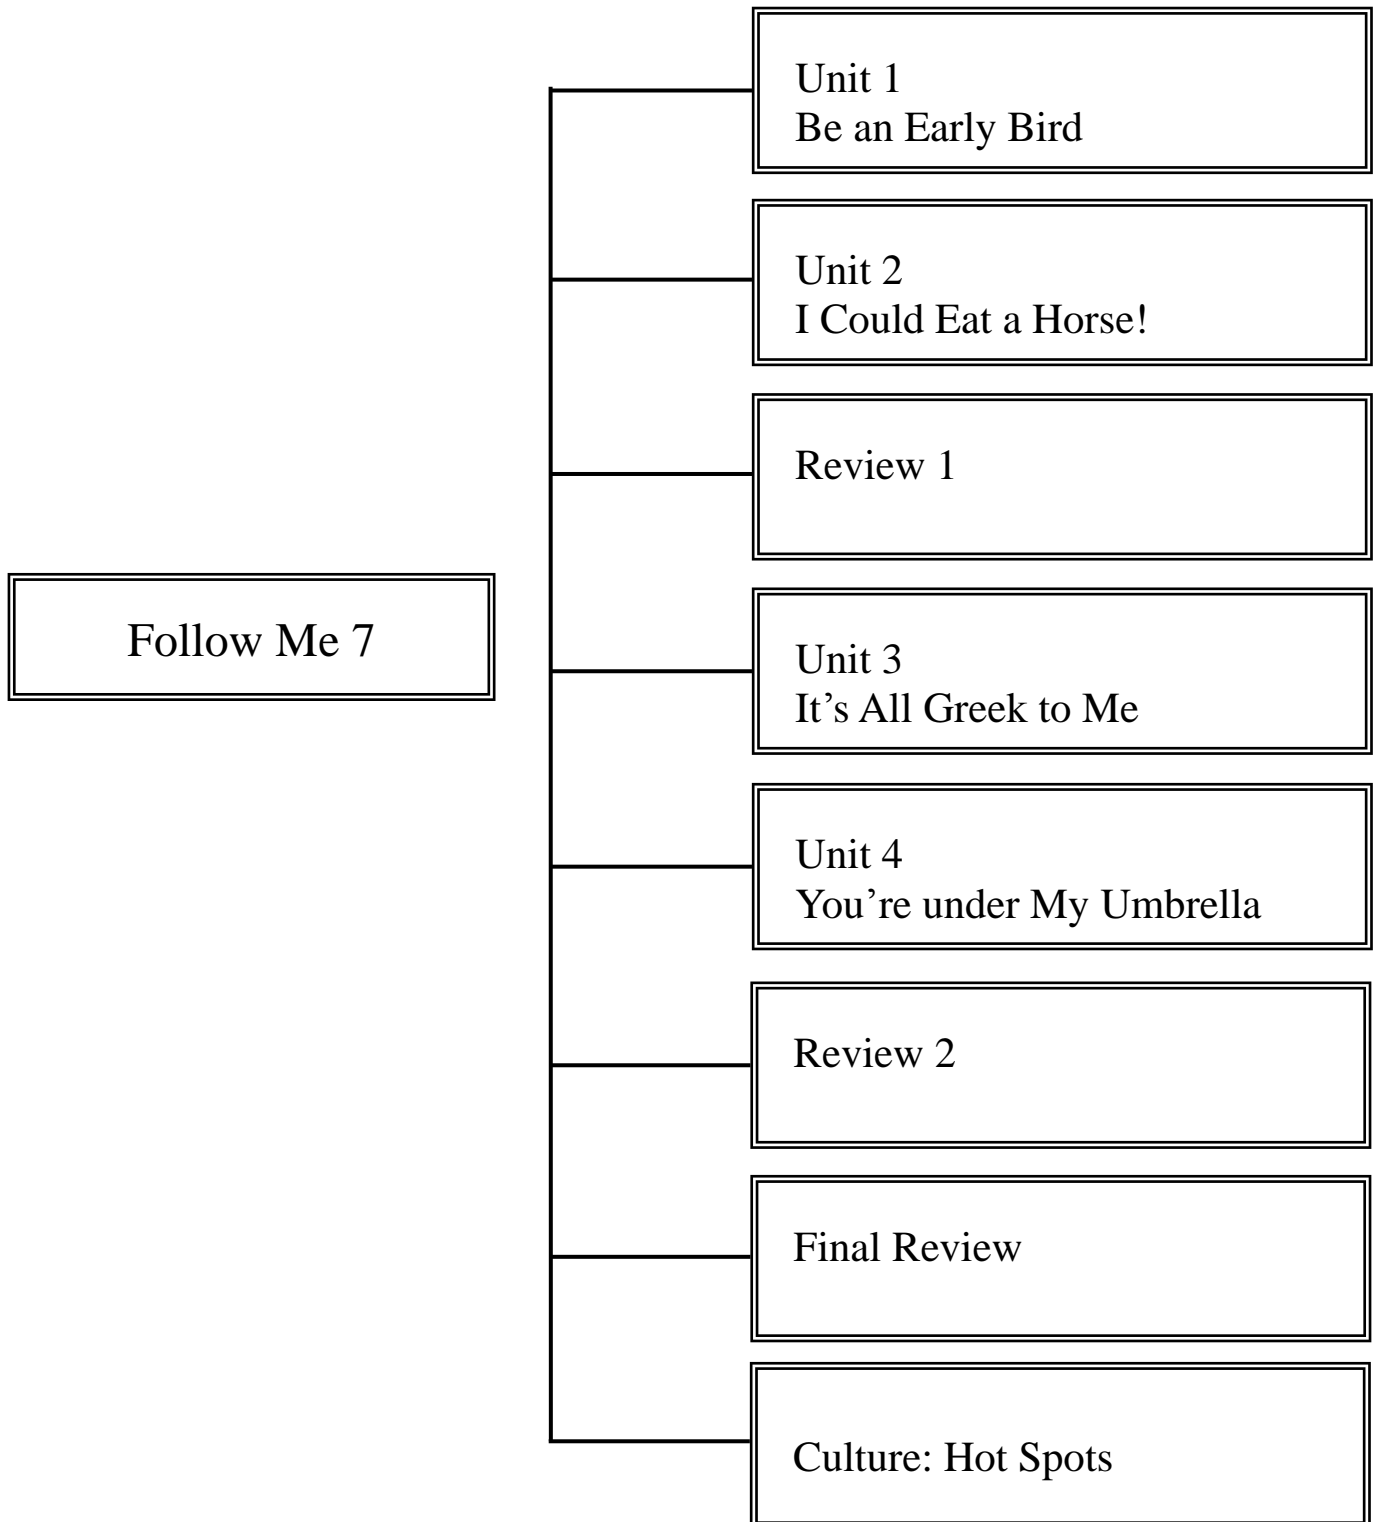 Follow Me 7
Unit 1
Be an Early Bird
Unit 2
I Could Eat a Horse!
Review 1
Unit 3
It’s All Greek to Me
Unit 4
You’re under My Umbrella
Review 2
Final Review
Culture: Hot Spots